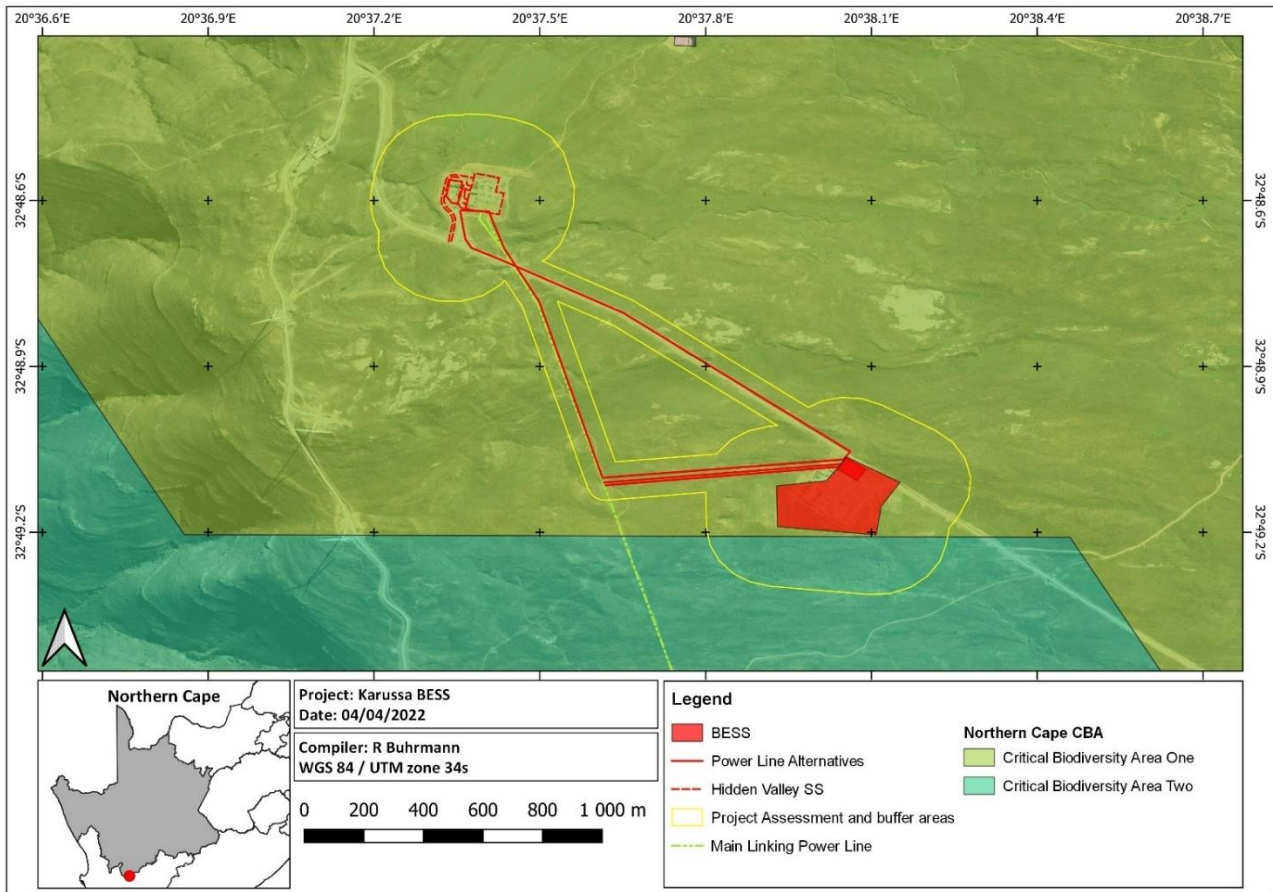 20°36.6'E 20°36.9'E 20°37.2'E 20°37.5'E 20°37.8'E 20°38.1'E 20°38.4'E 20°38.7'E
32°48.6'S 32°48.6'S
32°48.9'S 32°48.9'S
32°49.2'S 32°49.2'S
Northern Cape
Project: Karussa BESS
Date: 04/04/2022
Compiler: R Buhrmann
WGS 84 / UTM zone 34s
0 200 400 600 800 1 000 m
Legend
BESS
Power Line Alternatives
Hidden Valley SS
Project Assessment and buffer areas
Main Linking Power Line
Northern Cape CBA
Critical Biodiversity Area One
Critical Biodiversity Area Two